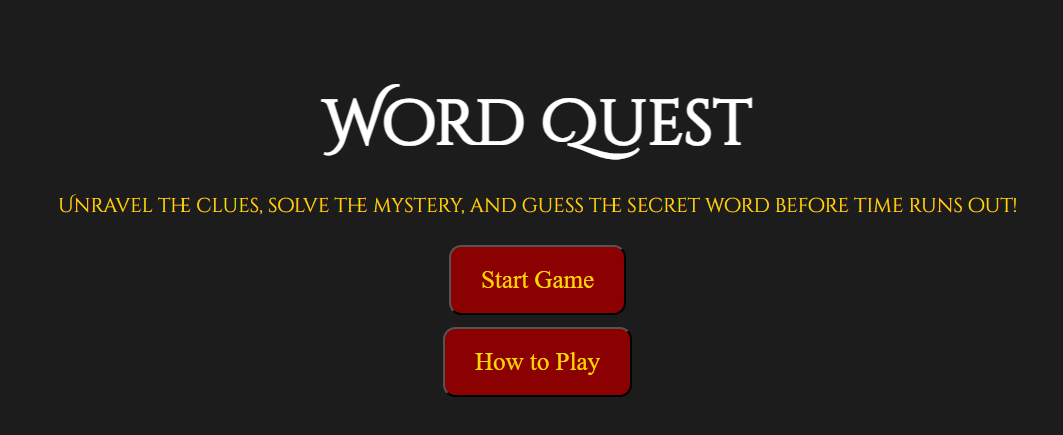 Word Quest
Unravel the clues, solve the mystery, and guess the secret word before time runs out!
Start Game
How to Play